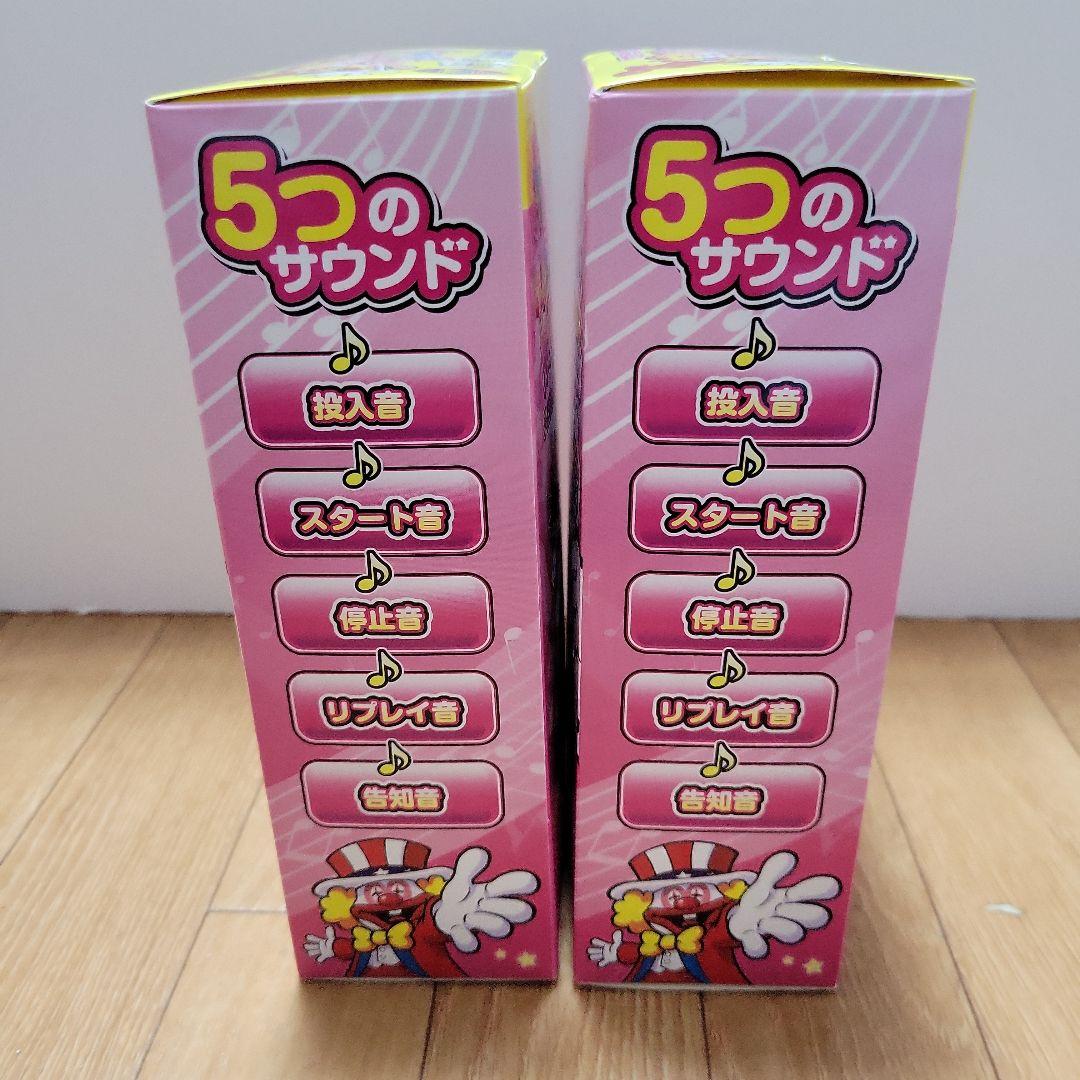 5つの
サウンド
投入音
スタート音
停止音
リプレイ音
告知音
5つの
サウンド
投入音
スタート音
停止音
リプレイ音
告知音